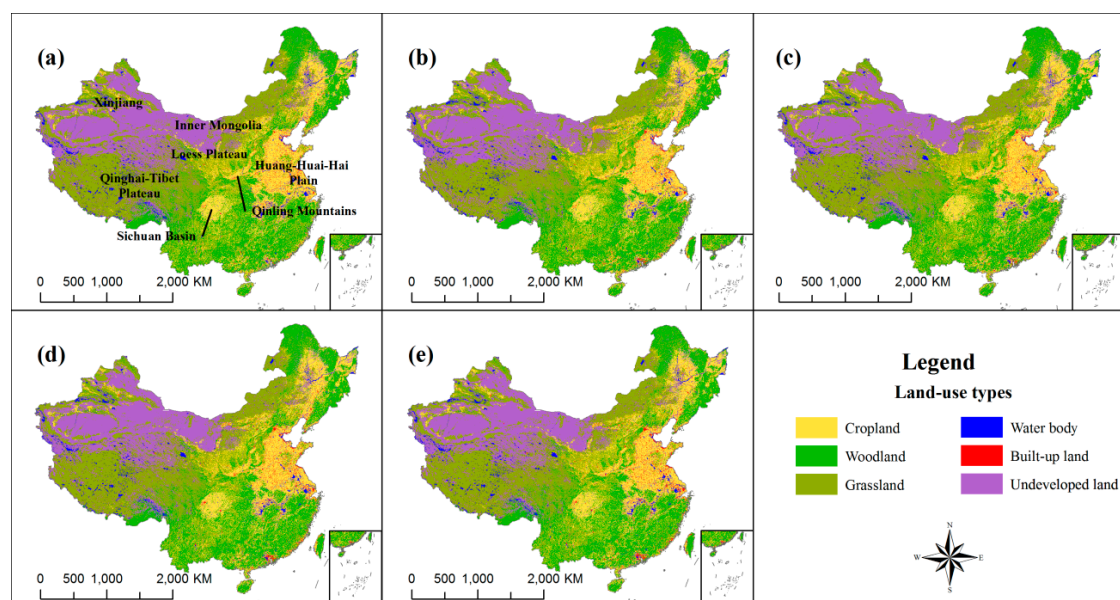 (a)
Xinjiang
Inner Mongolia
Loess Plateau
Huang-Huai-Hai
Plain
Qinghai-Tibet
Plateau
Qinling Mountains
Sichuan Basin
0 500 1,000 2,000 KM
(b)
0 500 1,000 2,000 KM
(c)
0 500 1,000 2,000 KM
(d)
0 500 1,000 2,000 KM
(e)
0 500 1,000 2,000 KM
Legend
Land-use types
Cropland
Water body
Woodland
Built-up land
Grassland
Undeveloped land
N
W
E
S